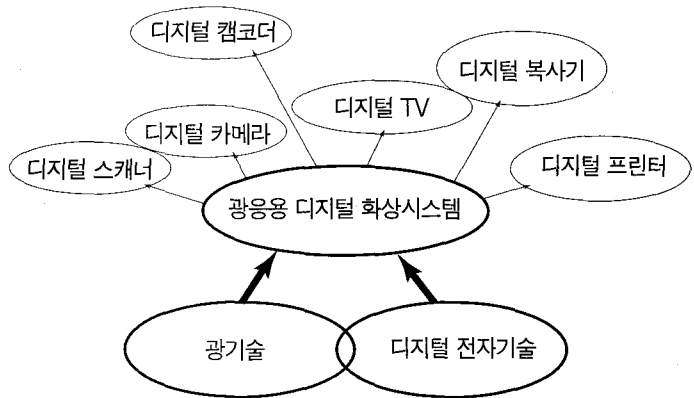 디지털 캠코더
디지털 복사기
디지털 TV
디지털 카메라
디지털 스캐너
디지털 프린터
광응용 디지털 화상시스템
광기술
디지털 전자기술